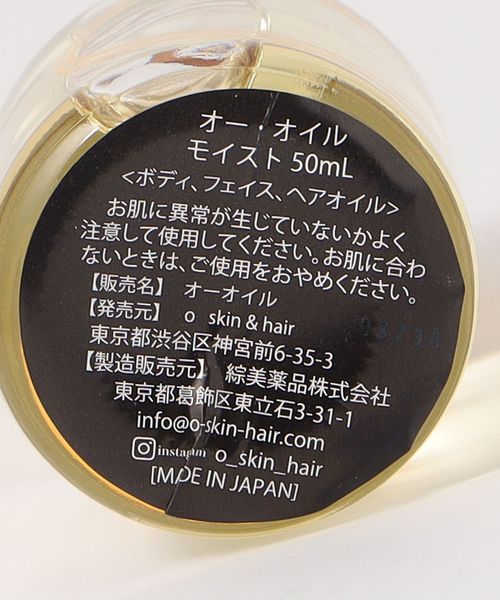 オー・オイル
モイスト 50mL
<ボディ、フェイス、ヘアオイル>
お肌に異常が生じていないかよく
注意して使用してください。お肌に合わ
ないときは、ご使用をおやめください。
【販売名】 オーオイル
【発売元】 o skin & hair
東京都渋谷区神宮前6-35-3
【製造販売元】 綜美薬品株式会社
東京都葛飾区東立石3-31-1
info@o-skin-hair.com
instagram o_skin_hair
[MADE IN JAPAN]